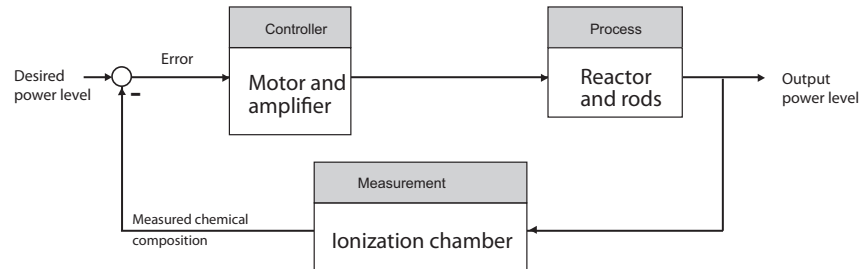 Controller
Process
Desired
power level
Error
Motor and
amplifier
Reactor
and rods
Output
power level
-
Measurement
Measured chemical
composition
Ionization chamber